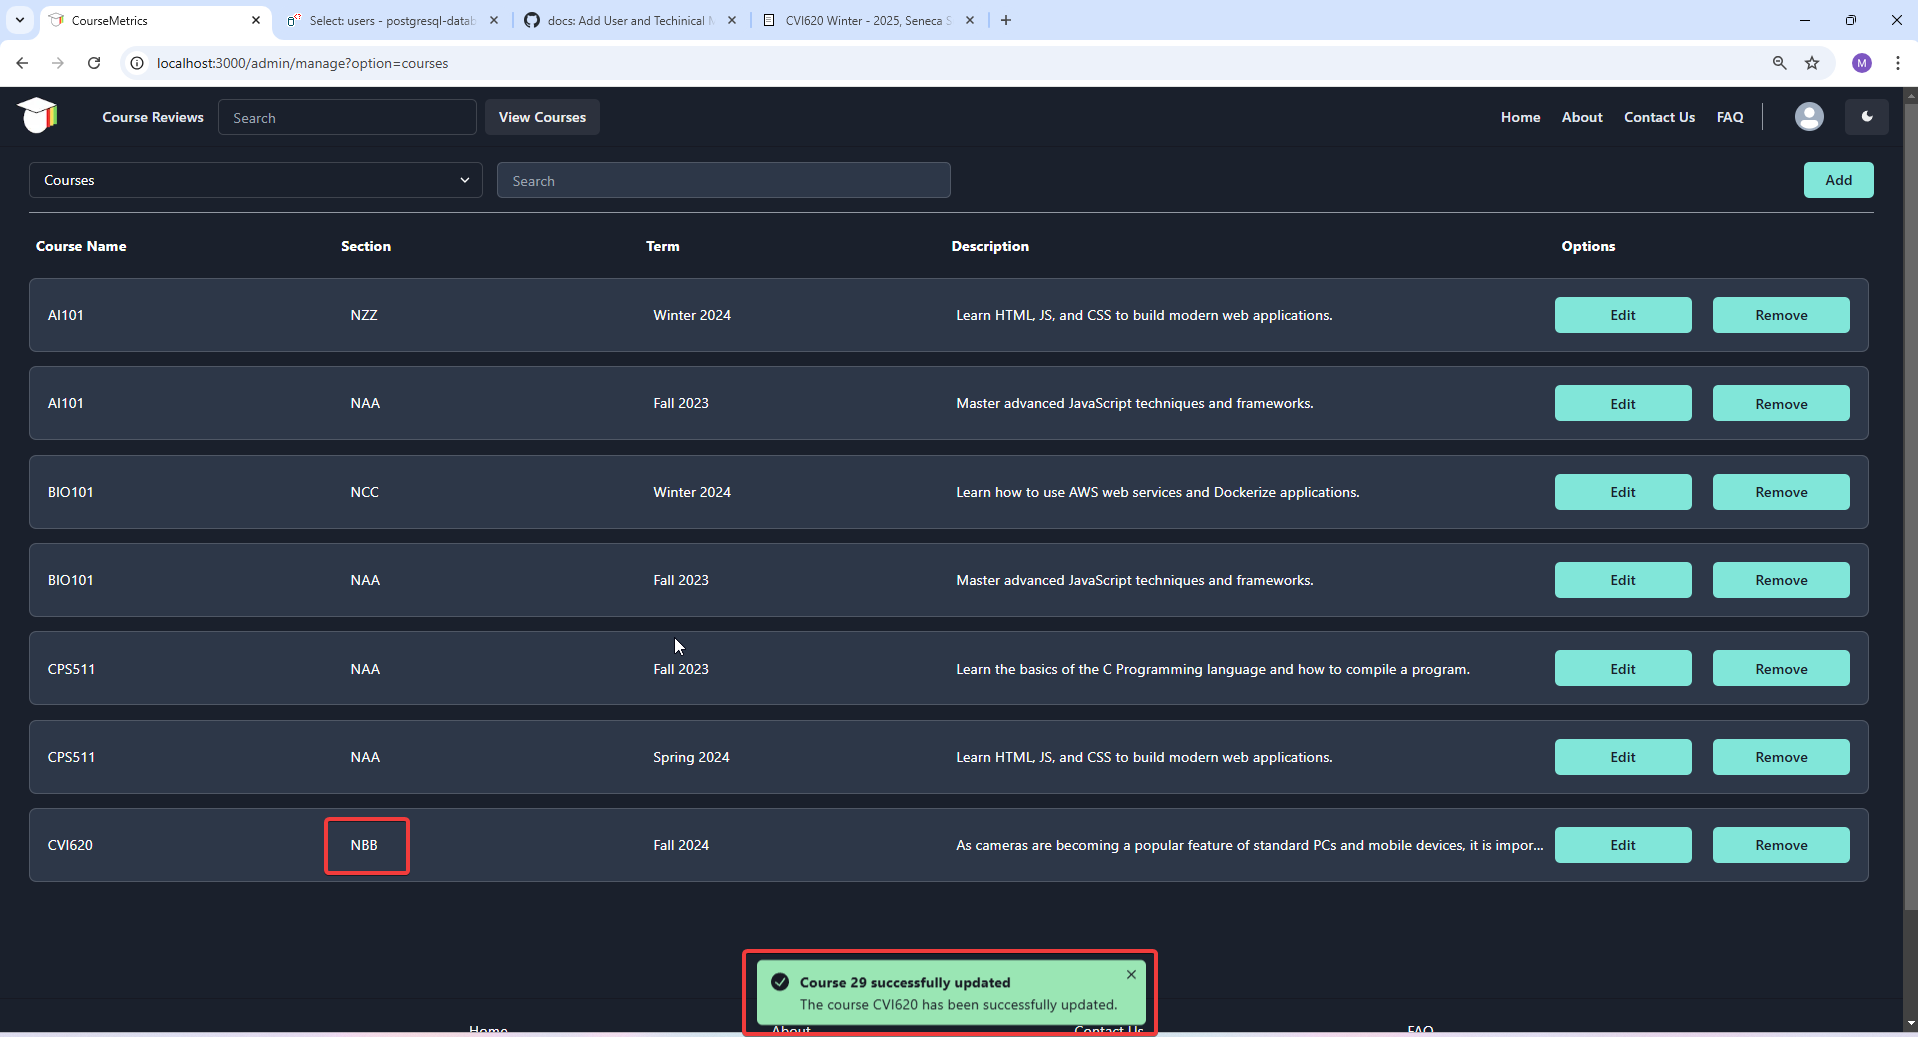 CourseMetrics
Select: users - postgresql-datab
docs: Add User and Techinical M
CVI620 Winter - 2025, Seneca S
localhost:3000/admin/manage?option=courses
M
Course Reviews
Search
View Courses
Home
About
Contact Us
FAQ
Courses
Search
Add
Course Name Section Term Description Options
AI101 NZZ Winter 2024 Learn HTML, JS, and CSS to build modern web applications. Edit Remove
AI101 NAA Fall 2023 Master advanced JavaScript techniques and frameworks. Edit Remove
BIO101 NCC Winter 2024 Learn how to use AWS web services and Dockerize applications. Edit Remove
BIO101 NAA Fall 2023 Master advanced JavaScript techniques and frameworks. Edit Remove
CPS511 NAA Fall 2023 Learn the basics of the C Programming language and how to compile a program. Edit Remove
CPS511 NAA Spring 2024 Learn HTML, JS, and CSS to build modern web applications. Edit Remove
CVI620 NBB Fall 2024 As cameras are becoming a popular feature of standard PCs and mobile devices, it is impor... Edit Remove
Course 29 successfully updated
The course CVI620 has been successfully updated.
Home About Contact Us FAQ